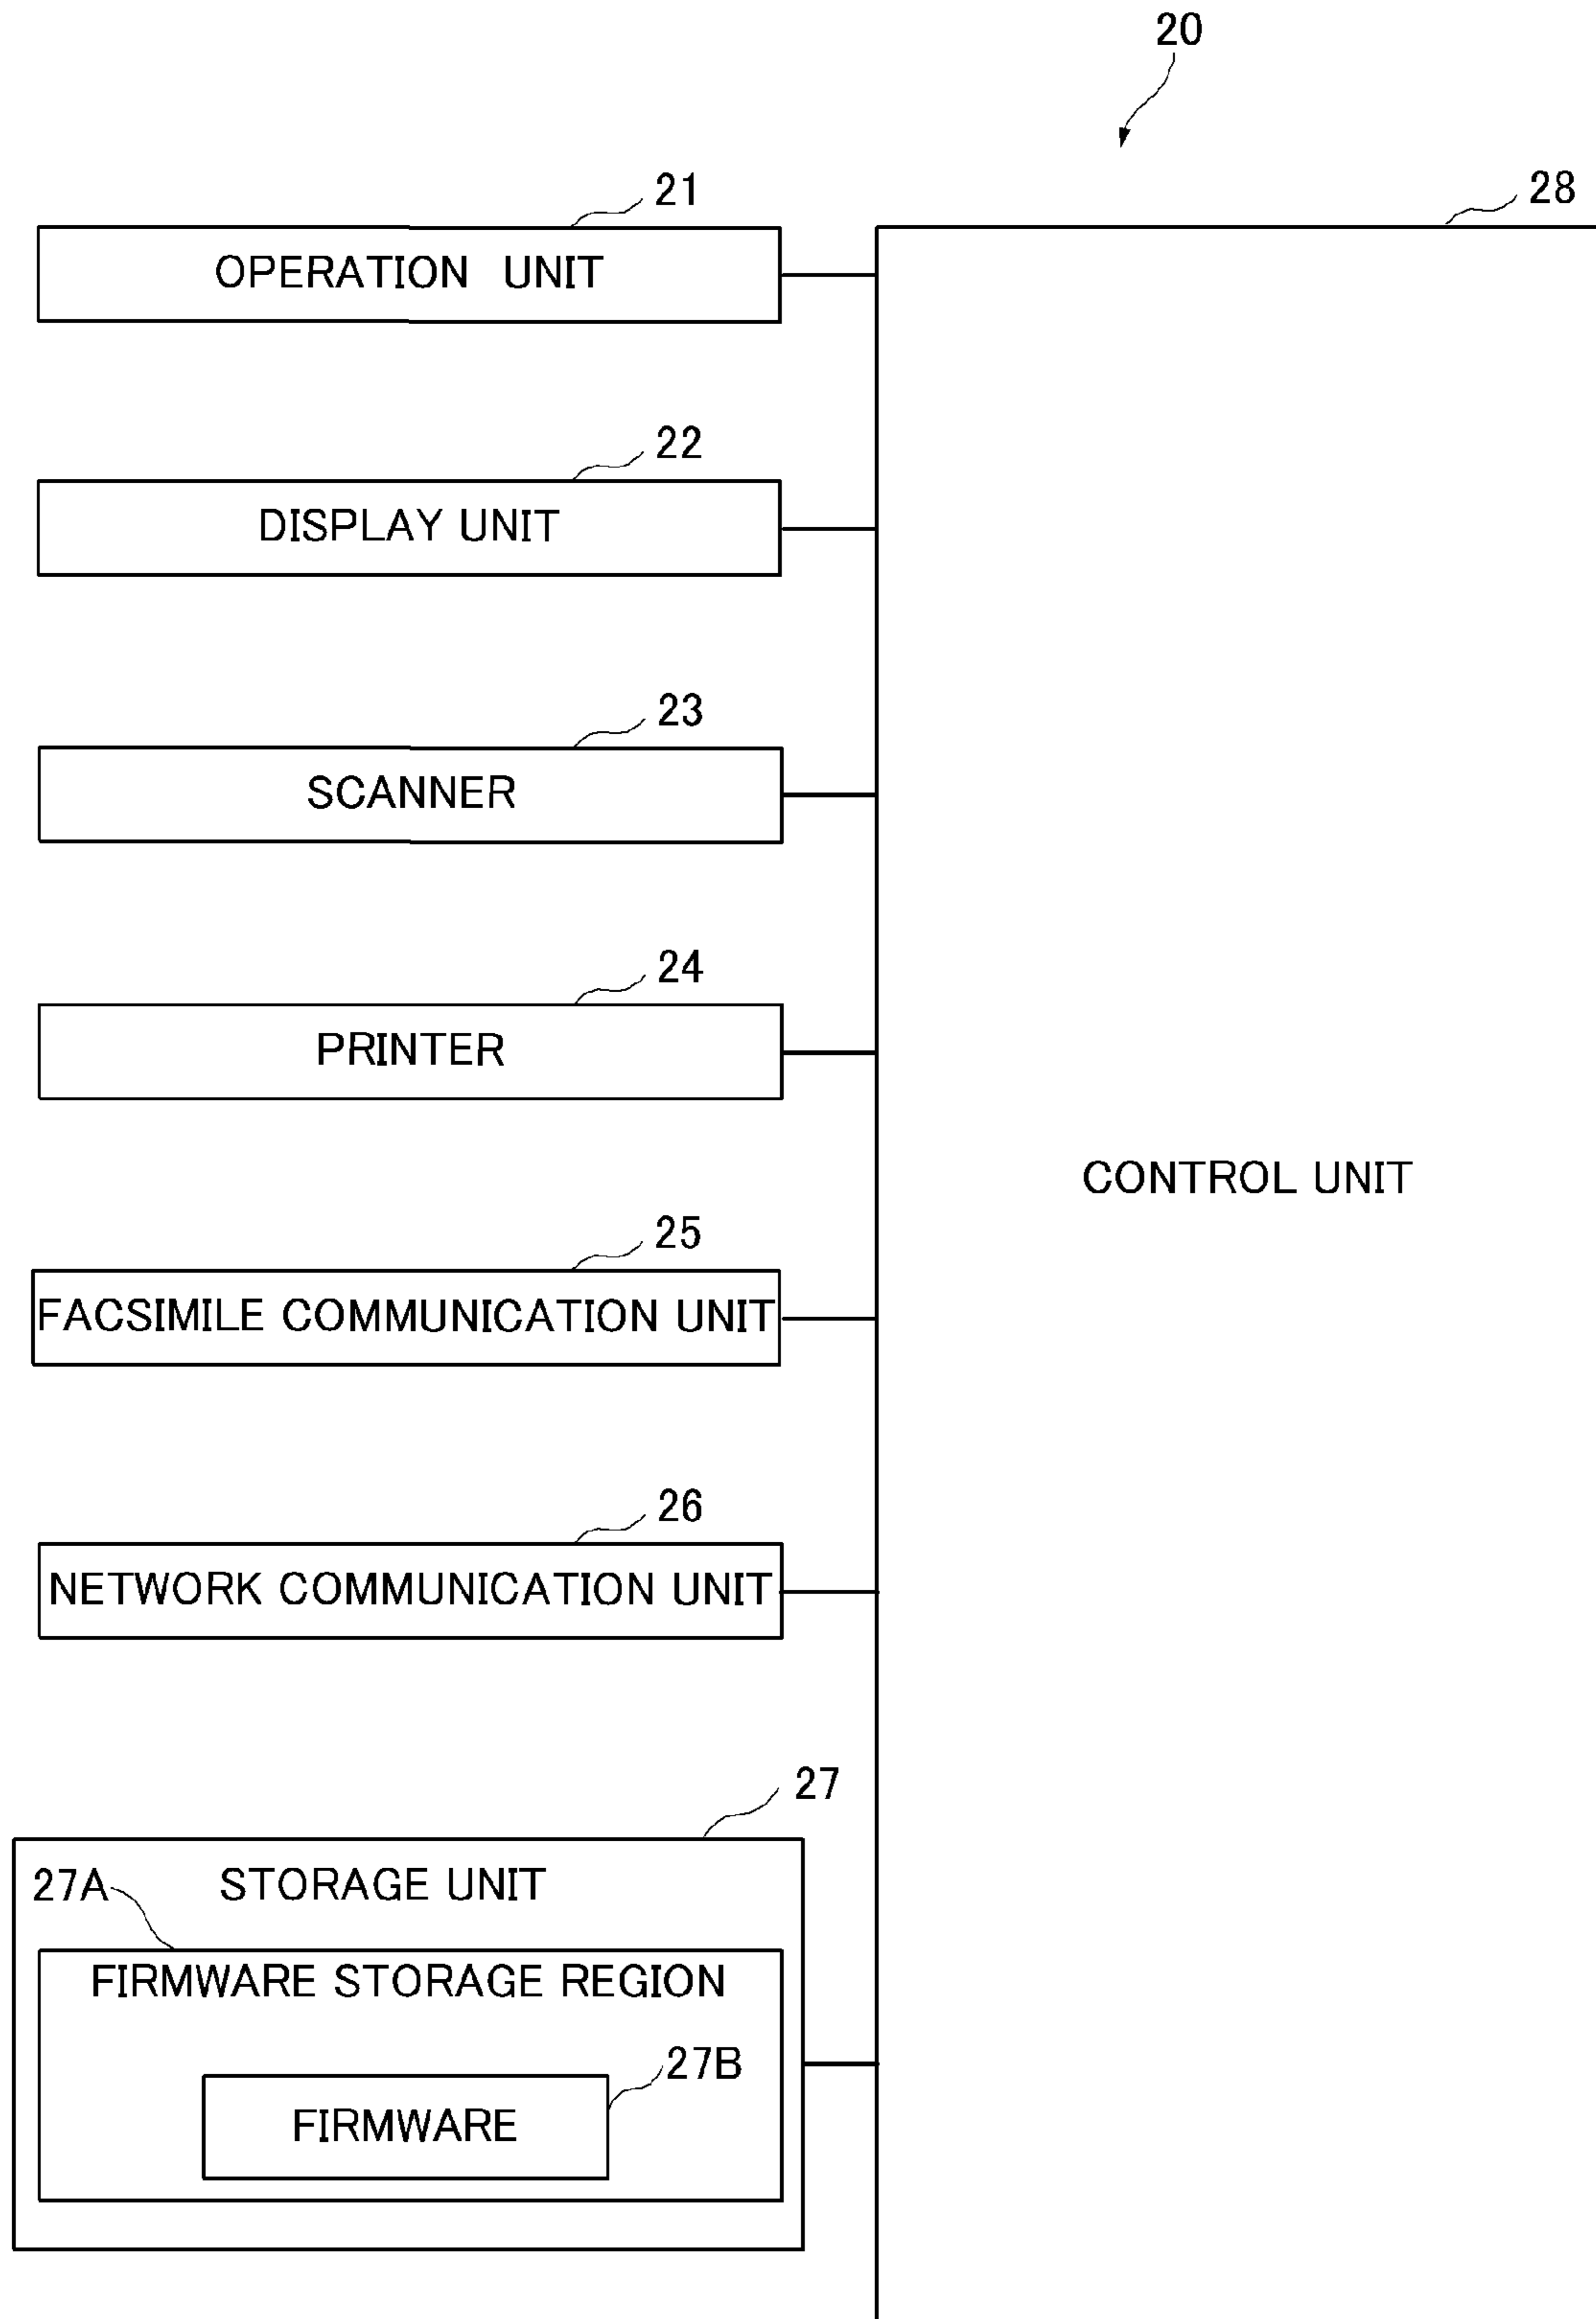 20
21
28
OPERATION UNIT
22
DISPLAY UNIT
23
SCANNER
24
PRINTER
CONTROL UNIT
25
FACSIMILE COMMUNICATION UNIT
26
NETWORK COMMUNICATION UNIT
27
27A
STORAGE UNIT
FIRMWARE STORAGE REGION
27B
FIRMWARE